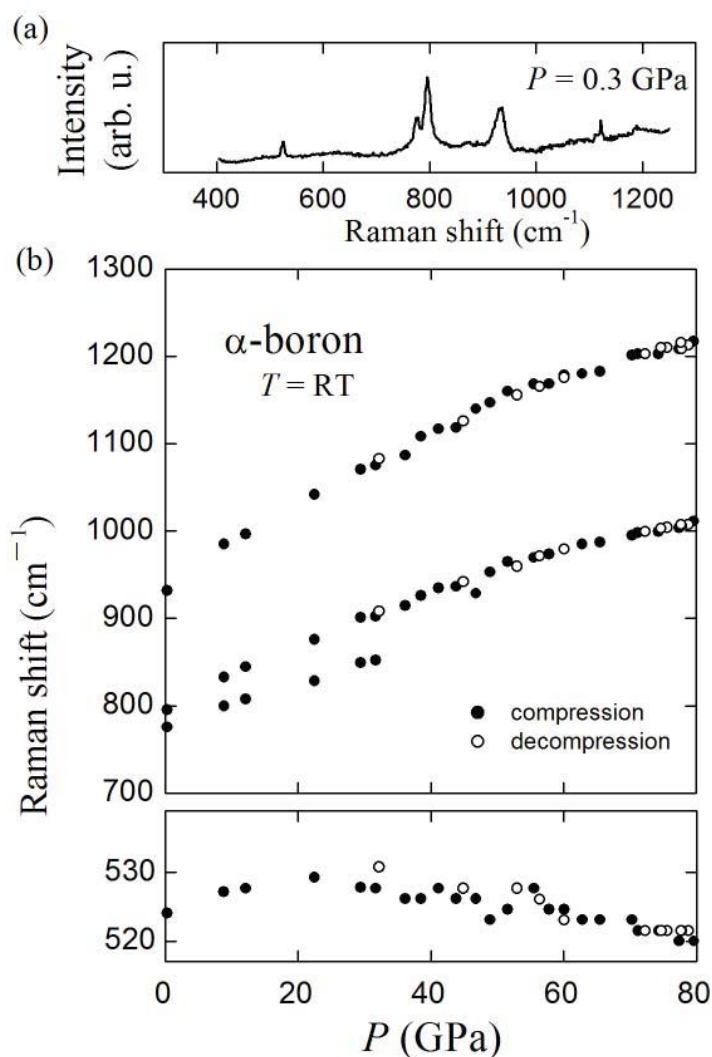 (a)
Intensity
(arb. u.)
P = 0.3 GPa
400 600 800 1000 1200
Raman shift (cm-1)
(b)
1300
1200
1100
1000
900
800
700
α-boron
T = RT
Raman shift (cm−1)
compression
decompression
530
520
0 20 40 60 80
P (GPa)